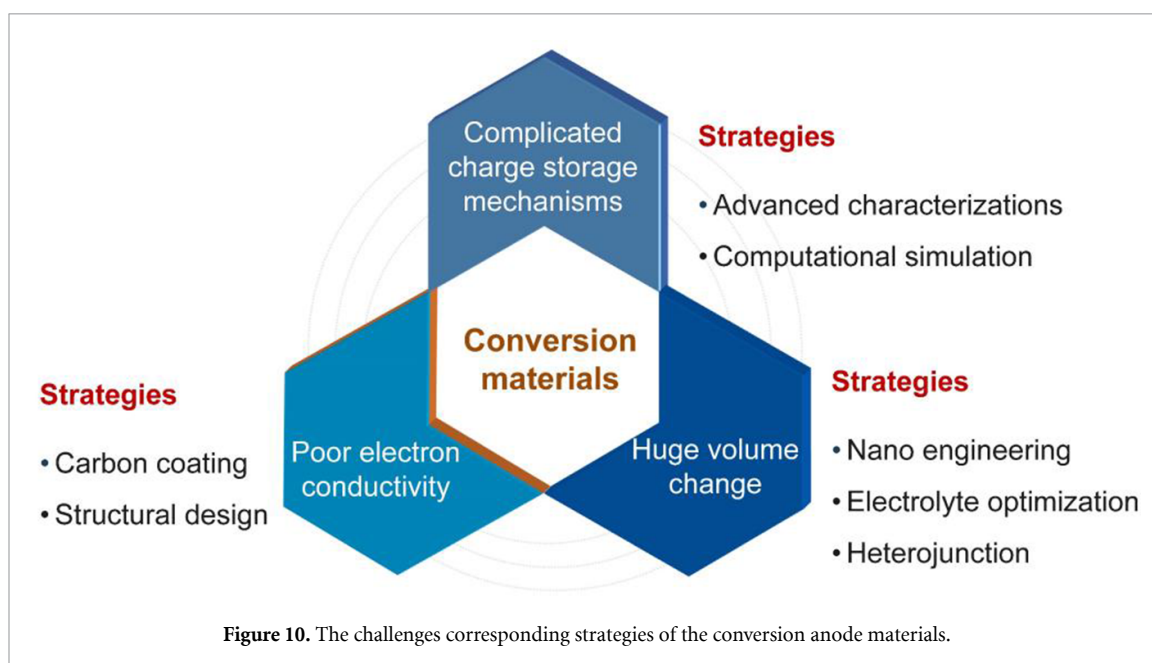 Complicated
charge storage
mechanisms
Strategies
• Advanced characterizations
• Computational simulation
Conversion
materials
Strategies
• Carbon coating
• Structural design
Poor electron
conductivity
Huge volume
change
Strategies
• Nano engineering
• Electrolyte optimization
• Heterojunction
Figure 10. The challenges corresponding strategies of the conversion anode materials.